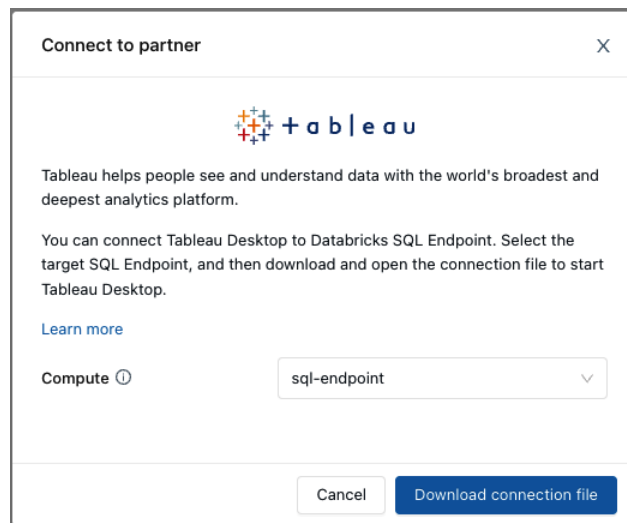 Connect to partner
X
+ a b l e a u
Tableau helps people see and understand data with the world's broadest and
deepest analytics platform.
You can connect Tableau Desktop to Databricks SQL Endpoint. Select the
target SQL Endpoint, and then download and open the connection file to start
Tableau Desktop.
Learn more
Compute
sql-endpoint
Cancel
Download connection file